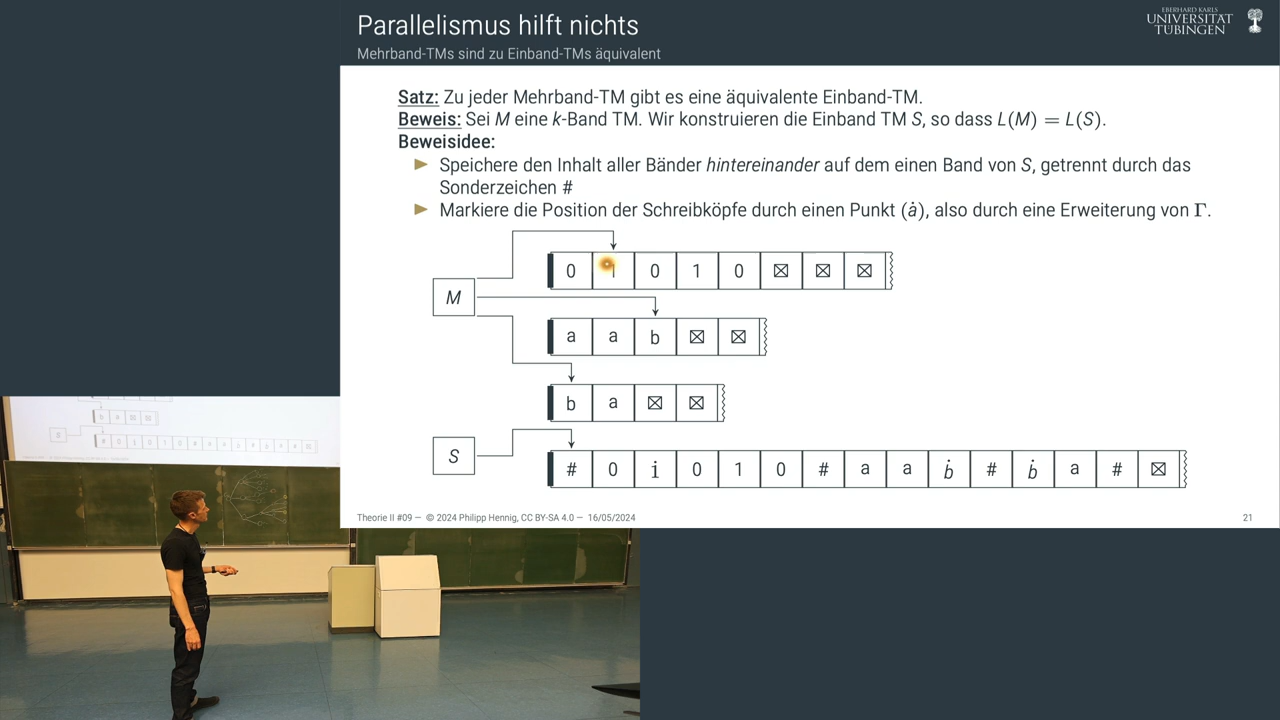 Parallelismus hilft nichts
Mehrband-TMs sind zu Einband-TMs äquivalent
EBERHARD KARLS
UNIVERSITÄT
TÜBINGEN
Satz: Zu jeder Mehrband-TM gibt es eine äquivalente Einband-TM.
Beweis: Sei M eine k-Band TM. Wir konstruieren die Einband TM S, so dass L(M) = L(S).
Beweisidee:
Speichere den Inhalt aller Bänder hintereinander auf dem einen Band von S, getrennt durch das
Sonderzeichen #
Markiere die Position der Schreibköpfe durch einen Punkt (ȧ), also durch eine Erweiterung von Γ.
0 1 0 1 0 ☒ ☒ ☒
M
a a b ☒ ☒
b a ☒ ☒
S
# 0 i 0 1 0 # a a ḃ # ḃ a # ☒
Theorie II #09 — © 2024 Philipp Hennig, CC BY-SA 4.0 — 16/05/2024
21